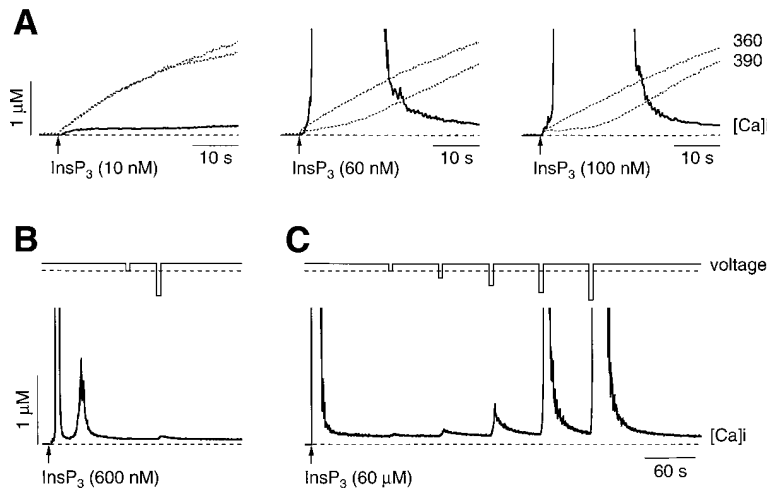 A
360
390
1 µM
[Ca]i
10 s
10 s
10 s
InsP3 (10 nM)
InsP3 (60 nM)
InsP3 (100 nM)
B
C
voltage
1 µM
[Ca]i
60 s
InsP3 (600 nM)
InsP3 (60 µM)